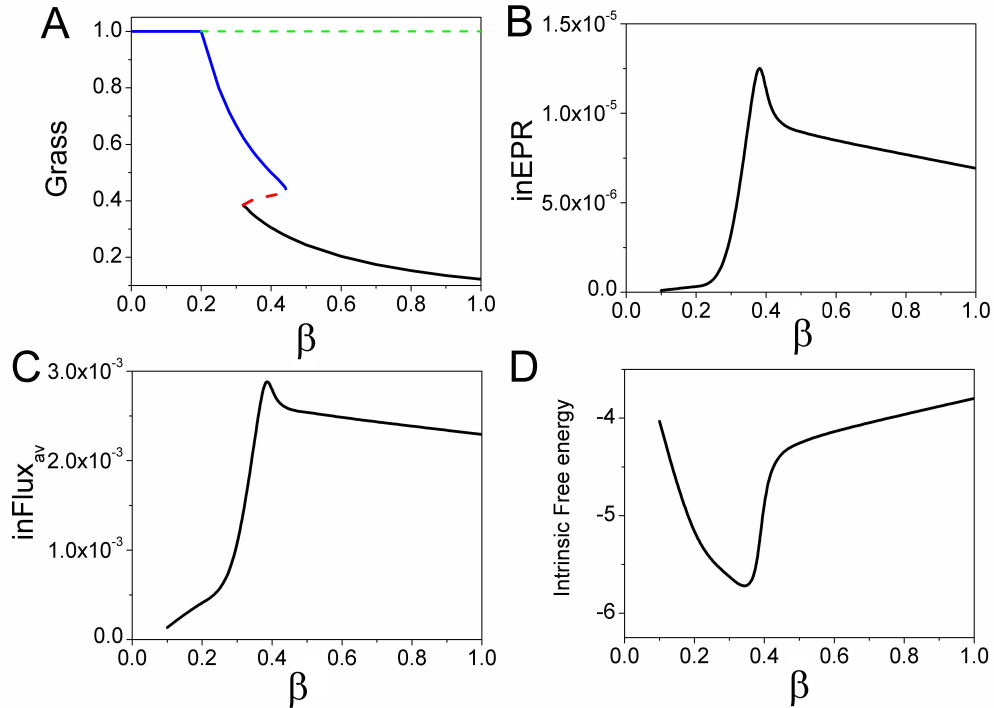 A
Grass
1.0
0.8
0.6
0.4
0.2
0.0 0.2 0.4 0.6 0.8 1.0
β
B
inEPR
1.5x10⁻⁵
1.0x10⁻⁵
5.0x10⁻⁶
0.0
0.0 0.2 0.4 0.6 0.8 1.0
β
C
inFlux_av
3.0x10⁻³
2.0x10⁻³
1.0x10⁻³
0.0
0.0 0.2 0.4 0.6 0.8 1.0
β
D
Intrinsic Free energy
-4
-5
-6
0.0 0.2 0.4 0.6 0.8 1.0
β